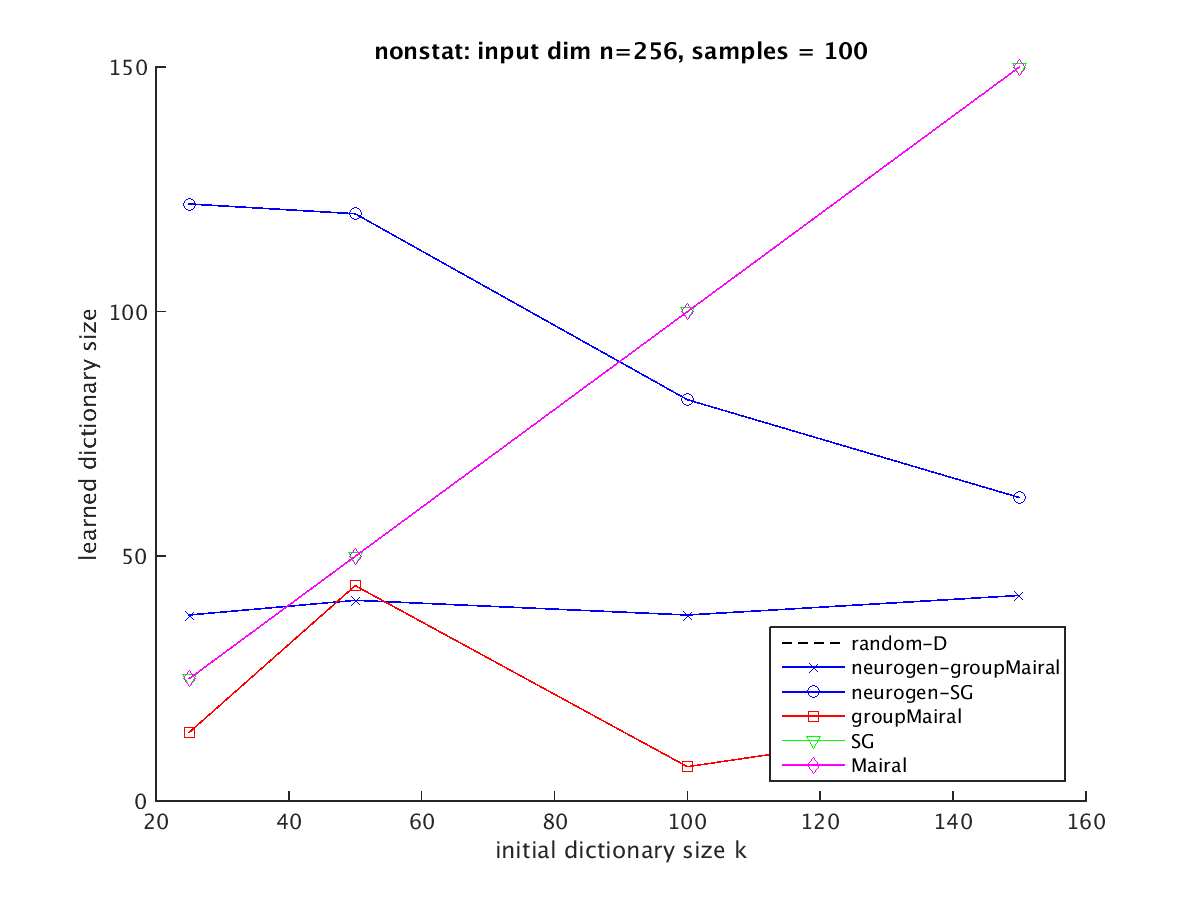 nonstat: input dim n=256, samples = 100
150
100
50
0
learned dictionary size
20 40 60 80 100 120 140 160
initial dictionary size k
random-D
neurogen-groupMairal
neurogen-SG
groupMairal
SG
Mairal